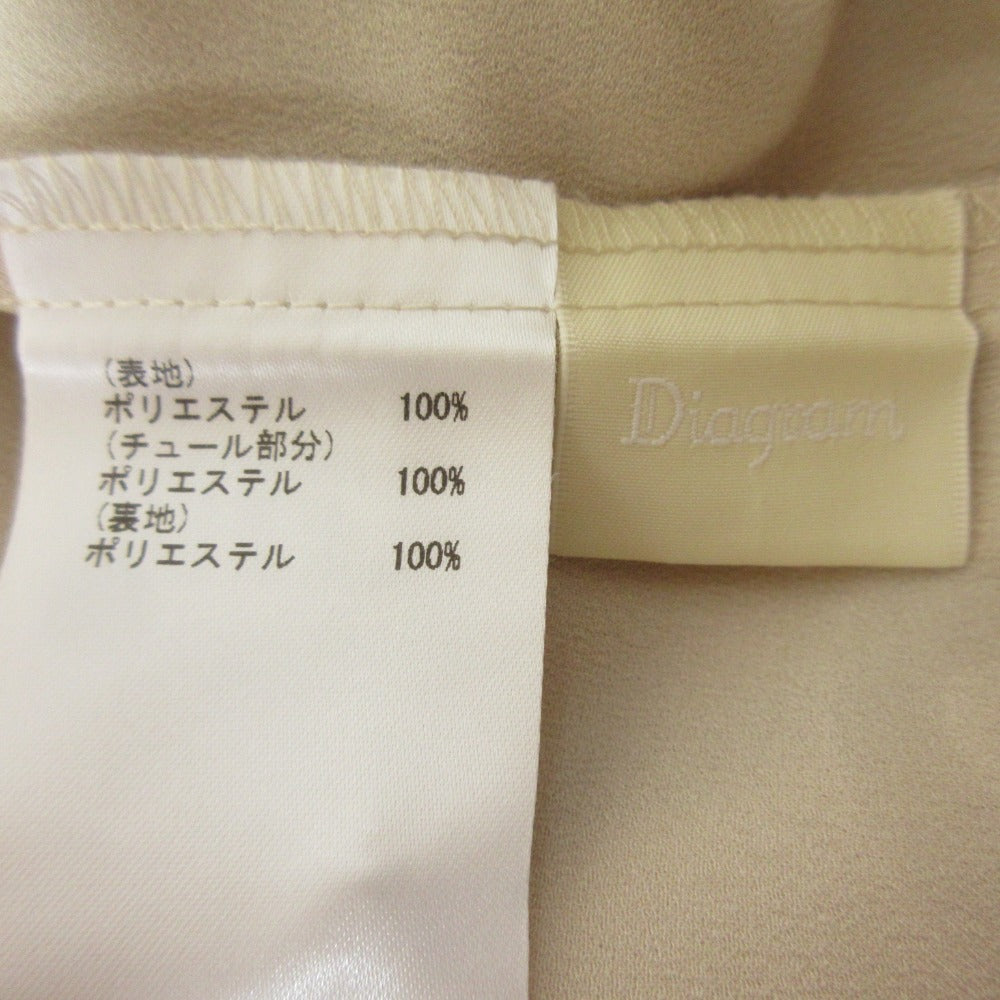 (表地)
ポリエステル 100%
(チュール部分)
ポリエステル 100%
(裏地)
ポリエステル 100%
Diagram